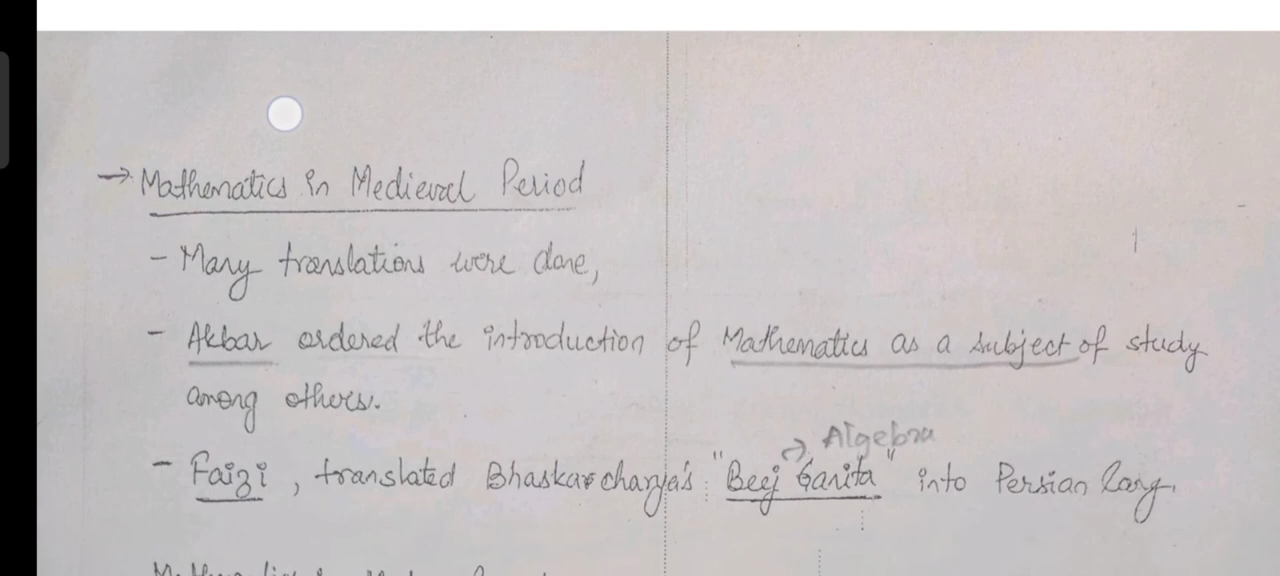 → Mathematics in Medieval Period
- Many translations were done,
- Akbar ordered the introduction of Mathematics as a subject of study
among others.
→ Algebra
- Faizi, translated Bhaskarcharya's "Beej Ganita" into Persian lang.